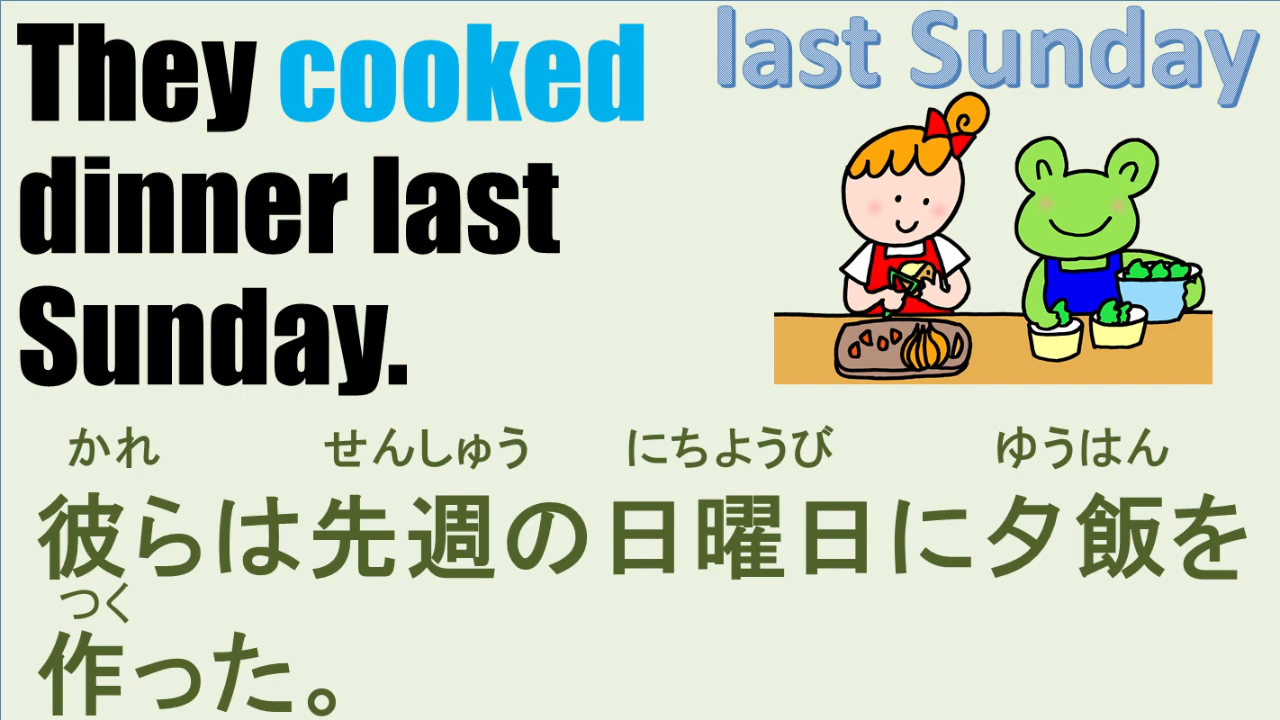 They cooked
dinner last
Sunday.
last Sunday
かれ せんしゅう にちようび ゆうはん
彼らは先週の日曜日に夕飯を
つく
作った。